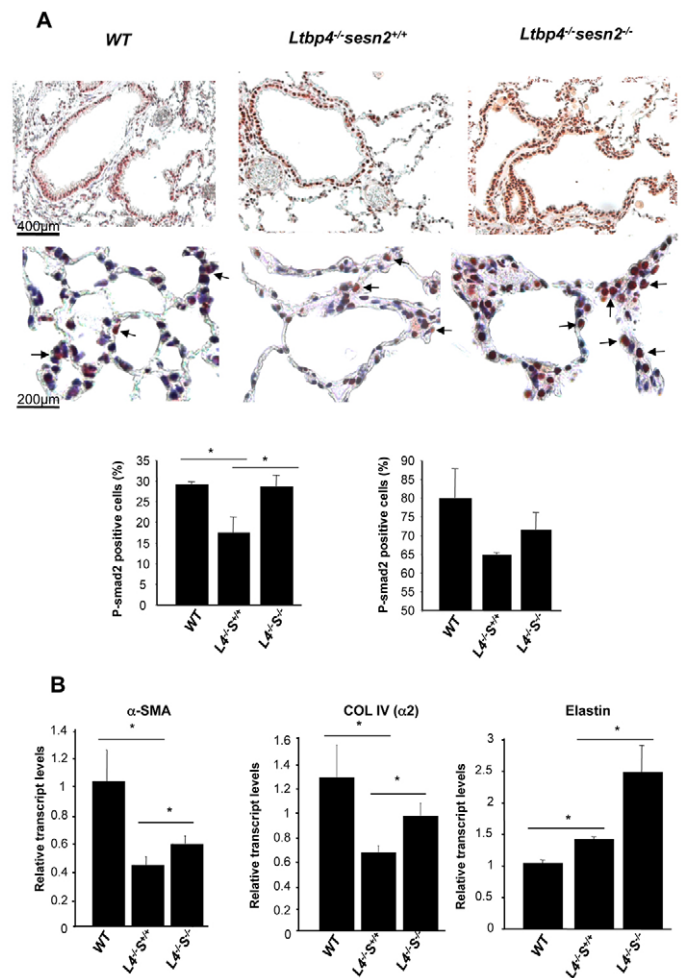 A
WT
Ltbp4-/-sesn2+/+
Ltbp4-/-sesn2-/-
400µm
200µm
P-smad2 positive cells (%)
35
30
25
20
15
10
5
0
*
*
WT
L4-/-S+/+
L4-/-S-/-
P-smad2 positive cells (%)
90
85
80
75
70
65
60
55
50
WT
L4-/-S+/+
L4-/-S-/-
B
α-SMA
Relative transcript levels
1.4
1.2
1
0.8
0.6
0.4
0.2
0
*
*
WT
L4-/-S+/+
L4-/-S-/-
COL IV (α2)
Relative transcript levels
1.6
1.4
1.2
1
0.8
0.6
0.4
0.2
0
*
*
WT
L4-/-S+/+
L4-/-S-/-
Elastin
Relative transcript levels
3
2.5
2
1.5
1
0.5
0
*
*
WT
L4-/-S+/+
L4-/-S-/-